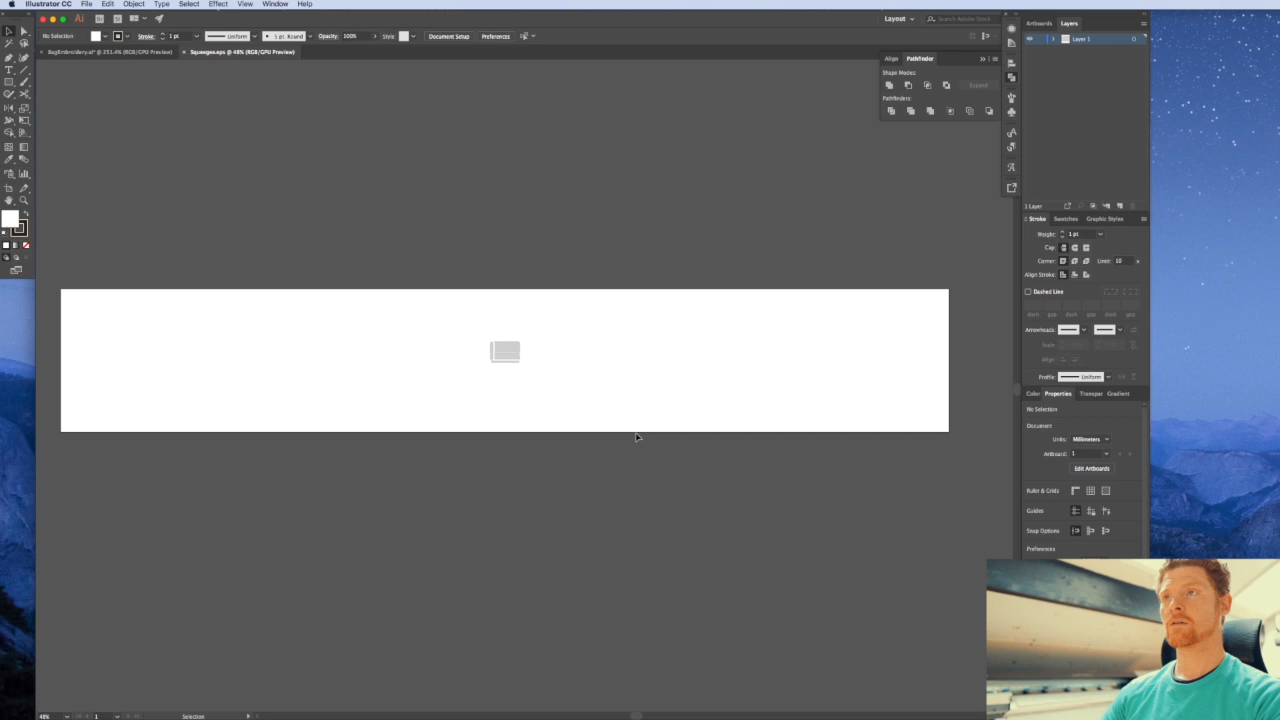 Illustrator CC File Edit Object Type Select Effect View Window Help
Ai Br St Layout Search Adobe Stock
No Selection Stroke: 1 pt Uniform 5 pt. Round Opacity: 100% Style: Document Setup Preferences
BagEmbroidery.ai* @ 251.4% (RGB/GPU Preview) Squeegee.eps @ 48% (RGB/GPU Preview)
Artboards Layers
Layer 1
Align Pathfinder
Shape Modes:
Expand
Pathfinders:
1 Layer
Stroke Swatches Graphic Styles
Weight: 1 pt
Cap:
Corner: Limit: 10 x
Align Stroke:
Dashed Line
dash gap dash gap dash gap
Arrowheads:
Scale:
Align:
Profile: Uniform
Color Properties Transpar Gradient
No Selection
Document
Units: Millimeters
Artboard: 1
Edit Artboards
Ruler & Grids
Guides
Snap Options
Preferences
48% 1 Selection